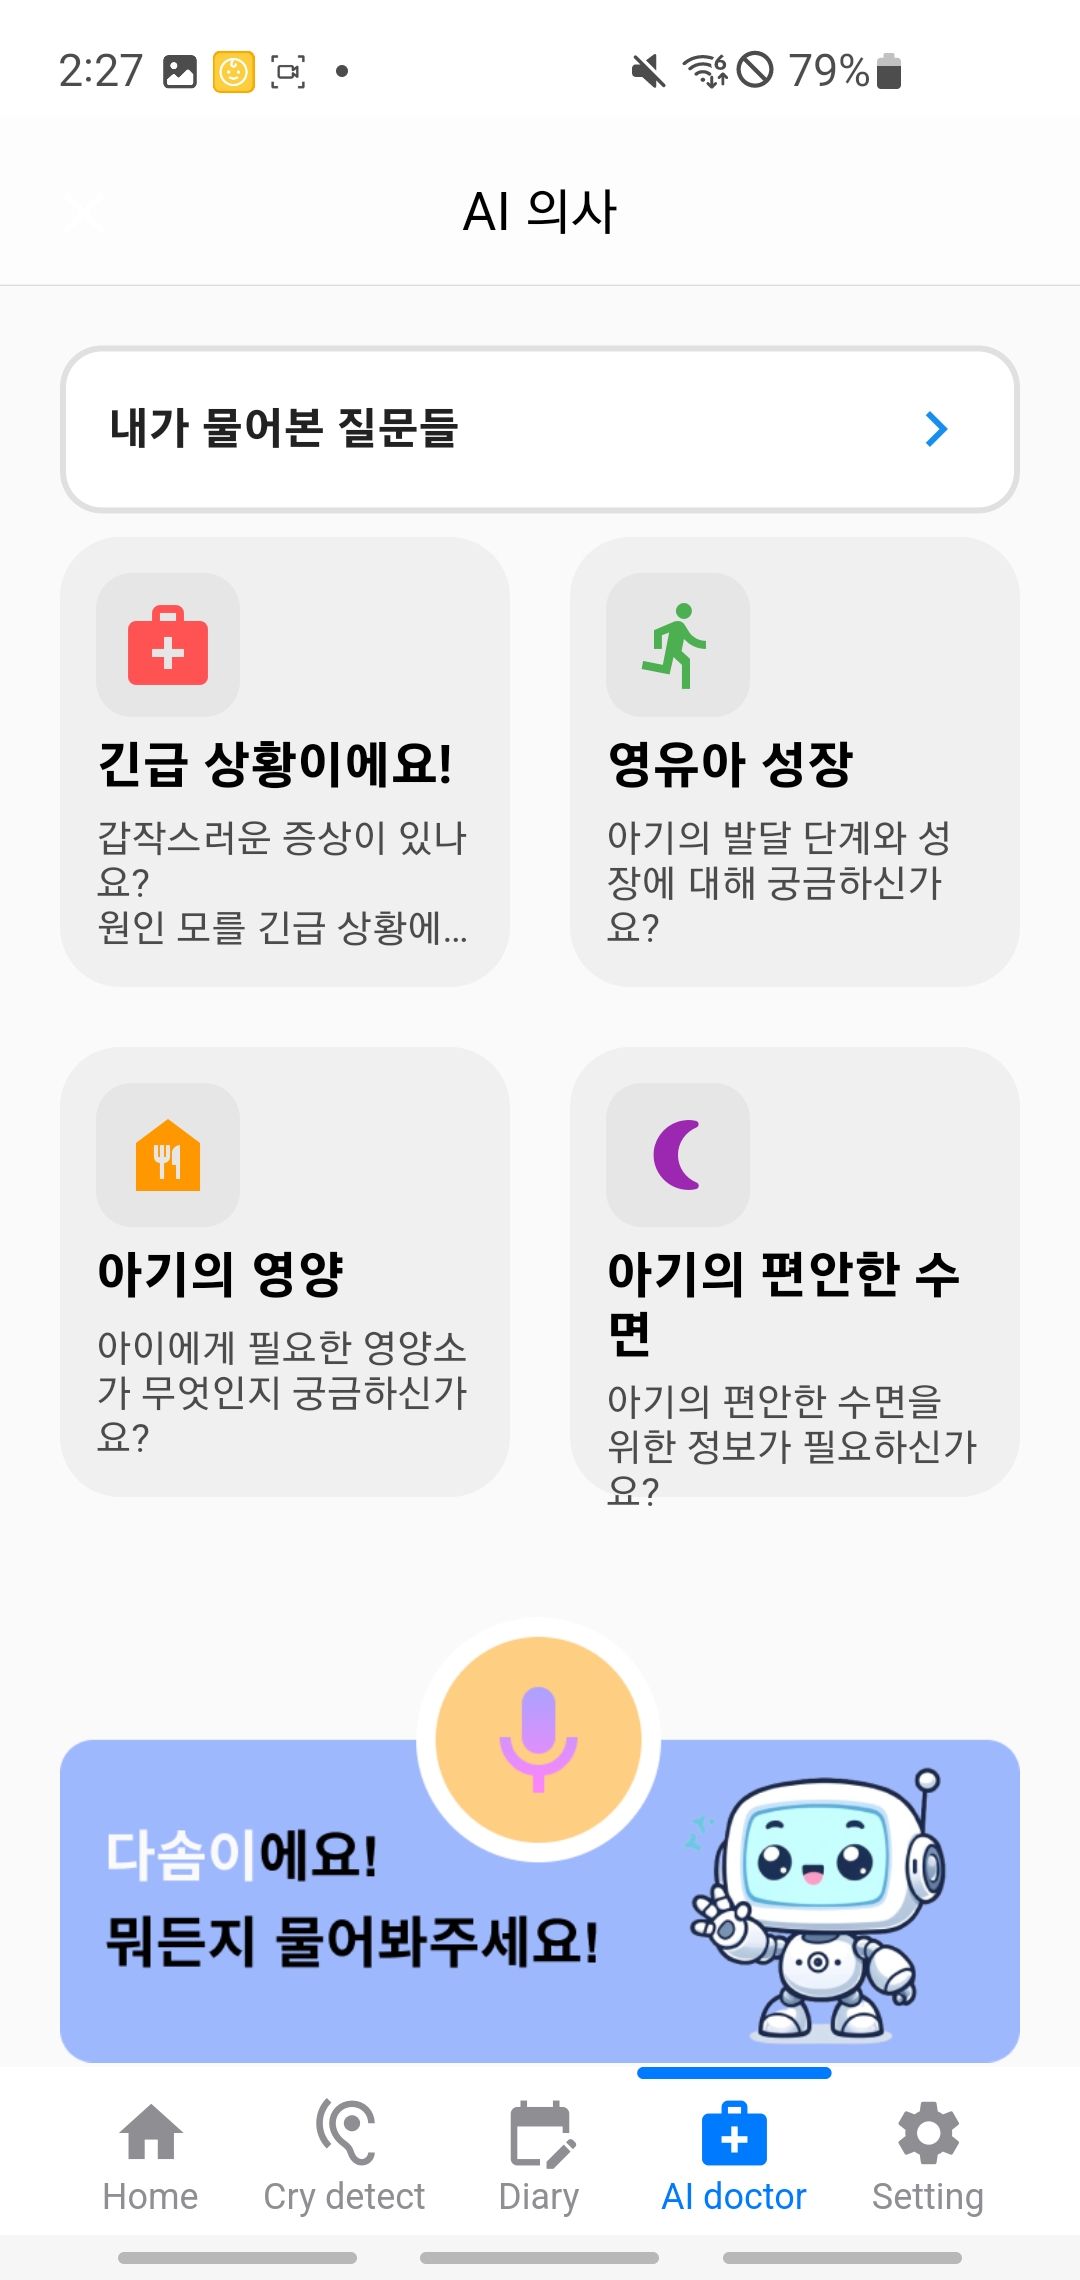 2:27
79%
AI 의사
내가 물어본 질문들
긴급 상황이에요!
갑작스러운 증상이 있나
요?
원인 모를 긴급 상황에...
영유아 성장
아기의 발달 단계와 성
장에 대해 궁금하신가
요?
아기의 영양
아이에게 필요한 영양소
가 무엇인지 궁금하신가
요?
아기의 편안한 수
면
아기의 편안한 수면을
위한 정보가 필요하신가
요?
다솜이에요!
뭐든지 물어봐주세요!
Home
Cry detect
Diary
AI doctor
Setting